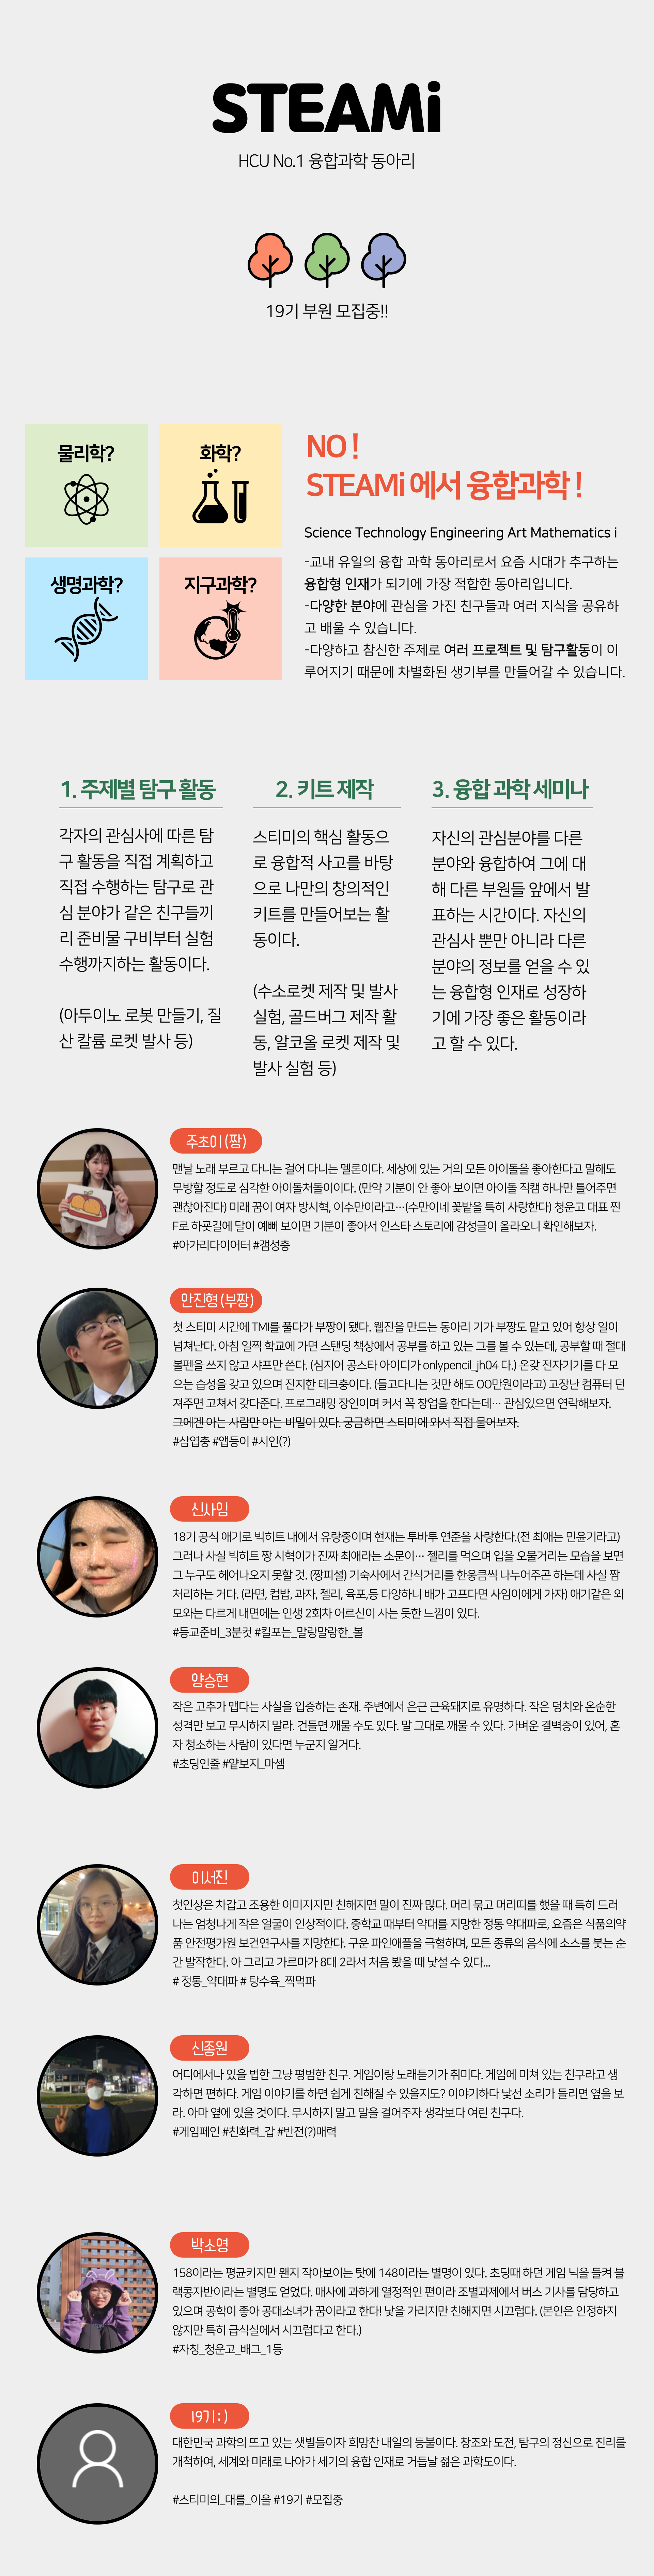 STEAMi
HCU No.1 융합과학 동아리
19기 부원 모집중!!
물리학?
화학?
생명과학?
지구과학?
NO !
STEAMi 에서 융합과학 !
Science Technology Engineering Art Mathematics i
-교내 유일의 융합 과학 동아리로서 요즘 시대가 추구하는
융합형 인재가 되기에 가장 적합한 동아리입니다.
-다양한 분야에 관심을 가진 친구들과 여러 지식을 공유하
고 배울 수 있습니다.
-다양하고 참신한 주제로 여러 프로젝트 및 탐구활동이 이
루어지기 때문에 차별화된 생기부를 만들어갈 수 있습니다.
1. 주제별 탐구 활동
각자의 관심사에 따른 탐
구 활동을 직접 계획하고
직접 수행하는 탐구로 관
심 분야가 같은 친구들끼
리 준비물 구비부터 실험
수행까지하는 활동이다.
(아두이노 로봇 만들기, 질
산 칼륨 로켓 발사 등)
2. 키트 제작
스티미의 핵심 활동으
로 융합적 사고를 바탕
으로 나만의 창의적인
키트를 만들어보는 활
동이다.
(수소로켓 제작 및 발사
실험, 골드버그 제작 활
동, 알코올 로켓 제작 및
발사 실험 등)
3. 융합 과학 세미나
자신의 관심분야를 다른
분야와 융합하여 그에 대
해 다른 부원들 앞에서 발
표하는 시간이다. 자신의
관심사 뿐만 아니라 다른
분야의 정보를 얻을 수 있
는 융합형 인재로 성장하
기에 가장 좋은 활동이라
고 할 수 있다.
주초이 (짱)
맨날 노래 부르고 다니는 걸어 다니는 멜론이다. 세상에 있는 거의 모든 아이돌을 좋아한다고 말해도
무방할 정도로 심각한 아이돌처돌이이다. (만약 기분이 안 좋아 보이면 아이돌 직캠 하나만 틀어주면
괜찮아진다) 미래 꿈이 여자 방시혁, 이수만이라고…(수만이네 꽃밭을 특히 사랑한다) 청운고 대표 찐
F로 하굣길에 달이 예뻐 보이면 기분이 좋아서 인스타 스토리에 감성글이 올라오니 확인해보자.
#아가리다이어터 #갬성충
안진형 (부짱)
첫 스티미 시간에 TMI를 풀다가 부짱이 됐다. 웹진을 만드는 동아리 기가 부짱도 맡고 있어 항상 일이
넘쳐난다. 아침 일찍 학교에 가면 스탠딩 책상에서 공부를 하고 있는 그를 볼 수 있는데, 공부할 때 절대
볼펜을 쓰지 않고 샤프만 쓴다. (심지어 공스타 아이디가 onlypencil_jh04 다.) 온갖 전자기기를 다 모
으는 습성을 갖고 있으며 진지한 테크충이다. (들고다니는 것만 해도 OO만원이라고) 고장난 컴퓨터 던
져주면 고쳐서 갖다준다. 프로그래밍 장인이며 커서 꼭 창업을 한다는데… 관심있으면 연락해보자.
그에겐 아는 사람만 아는 비밀이 있다. 궁금하면 스티미에 와서 직접 물어보자.
#삼엽충 #앱등이 #시인(?)
신사임
18기 공식 애기로 빅히트 내에서 유랑중이며 현재는 투바투 연준을 사랑한다.(전 최애는 민윤기라고)
그러나 사실 빅히트 짱 시혁이가 진짜 최애라는 소문이… 젤리를 먹으며 입을 오물거리는 모습을 보면
그 누구도 헤어나오지 못할 것. (짱피셜) 기숙사에서 간식거리를 한웅큼씩 나누어주곤 하는데 사실 짬
처리하는 거다. (라면, 컵밥, 과자, 젤리, 육포,등 다양하니 배가 고프다면 사임이에게 가자) 애기같은 외
모와는 다르게 내면에는 인생 2회차 어르신이 사는 듯한 느낌이 있다.
#등교준비_3분컷 #킬포는_말랑말랑한_볼
양승현
작은 고추가 맵다는 사실을 입증하는 존재. 주변에서 은근 근육돼지로 유명하다. 작은 덩치와 온순한
성격만 보고 무시하지 말라. 건들면 깨물 수도 있다. 말 그대로 깨물 수 있다. 가벼운 결벽증이 있어, 혼
자 청소하는 사람이 있다면 누군지 알거다.
#초딩인줄 #얕보지_마셈
이서진
첫인상은 차갑고 조용한 이미지지만 친해지면 말이 진짜 많다. 머리 묶고 머리띠를 했을 때 특히 드러
나는 엄청나게 작은 얼굴이 인상적이다. 중학교 때부터 약대를 지망한 정통 약대파로, 요즘은 식품의약
품 안전평가원 보건연구사를 지망한다. 구운 파인애플을 극혐하며, 모든 종류의 음식에 소스를 붓는 순
간 발작한다. 아 그리고 가르마가 8대 2라서 처음 봤을 때 낯설 수 있다...
# 정통_약대파 # 탕수육_찍먹파
신종원
어디에서나 있을 법한 그냥 평범한 친구. 게임이랑 노래듣기가 취미다. 게임에 미쳐 있는 친구라고 생
각하면 편하다. 게임 이야기를 하면 쉽게 친해질 수 있을지도? 이야기하다 낯선 소리가 들리면 옆을 보
라. 아마 옆에 있을 것이다. 무시하지 말고 말을 걸어주자 생각보다 여린 친구다.
#게임페인 #친화력_갑 #반전(?)매력
박소영
158이라는 평균키지만 왠지 작아보이는 탓에 148이라는 별명이 있다. 초딩때 하던 게임 닉을 들켜 블
랙콩자반이라는 별명도 얻었다. 매사에 과하게 열정적인 편이라 조별과제에서 버스 기사를 담당하고
있으며 공학이 좋아 공대소녀가 꿈이라고 한다! 낯을 가리지만 친해지면 시끄럽다. (본인은 인정하지
않지만 특히 급식실에서 시끄럽다고 한다.)
#자칭_청운고_배그_1등
19기 : )
대한민국 과학의 뜨고 있는 샛별들이자 희망찬 내일의 등불이다. 창조와 도전, 탐구의 정신으로 진리를
개척하여, 세계와 미래로 나아가 세기의 융합 인재로 거듭날 젊은 과학도이다.
#스티미의_대를_이을 #19기 #모집중